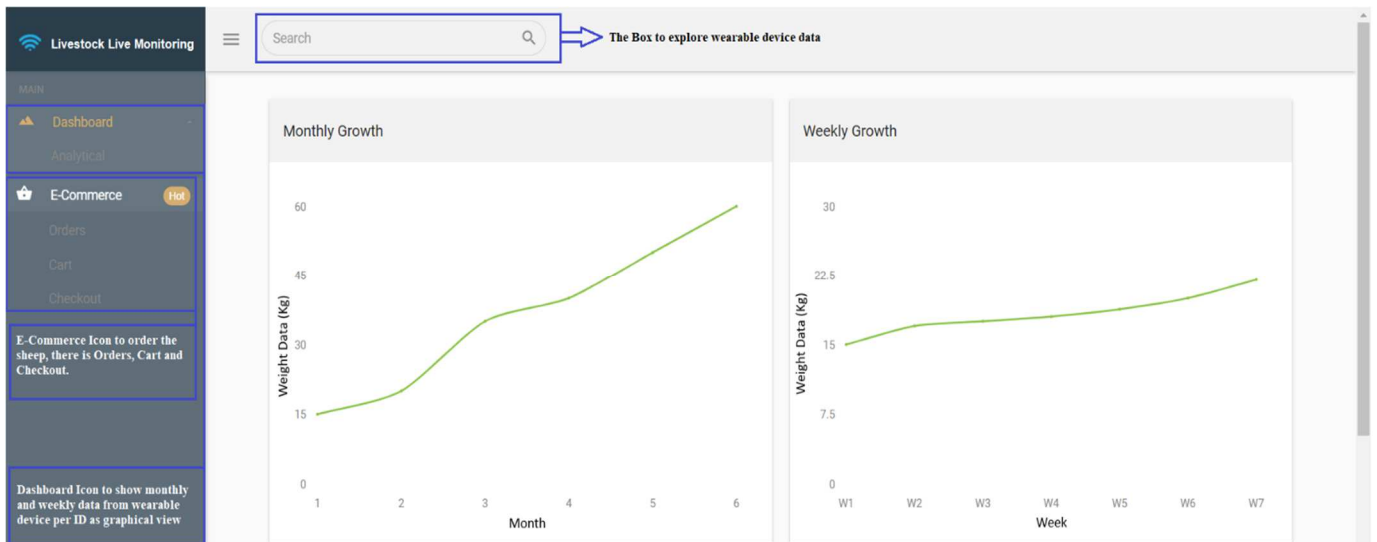 Livestock Live Monitoring
Search
The Box to explore wearable device data
MAIN
Dashboard -
Analytical
E-Commerce Hot
Orders
Cart
Checkout
E-Commerce Icon to order the
sheep, there is Orders, Cart and
Checkout.
Dashboard Icon to show monthly
and weekly data from wearable
device per ID as graphical view
Monthly Growth
60
45
30
15
0
Weight Data (Kg)
1 2 3 4 5 6
Month
Weekly Growth
30
22.5
15
7.5
0
Weight Data (Kg)
W1 W2 W3 W4 W5 W6 W7
Week